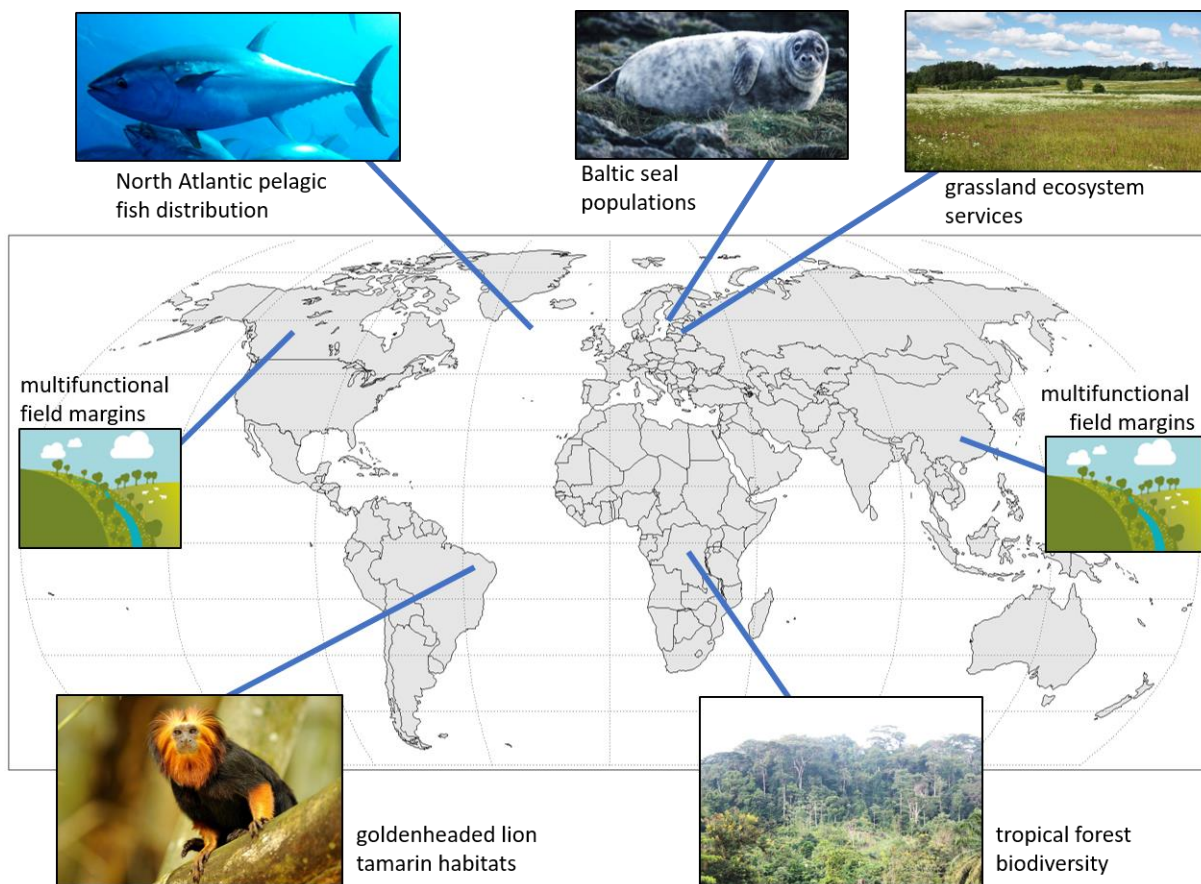 North Atlantic pelagic
fish distribution
Baltic seal
populations
grassland ecosystem
services
multifunctional
field margins
multifunctional
field margins
goldenheaded lion
tamarin habitats
tropical forest
biodiversity